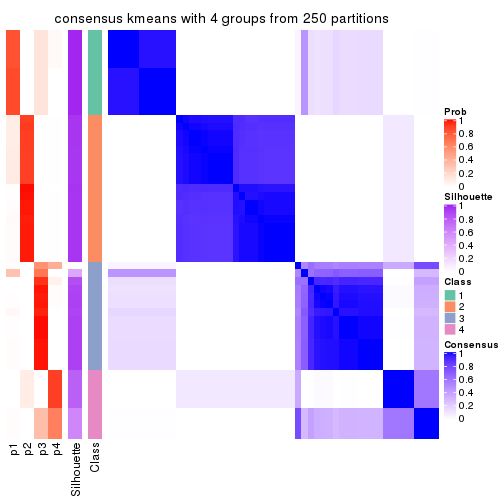 consensus kmeans with 4 groups from 250 partitions
Prob
1
0.8
0.6
0.4
0.2
0
Silhouette
1
0.8
0.6
0.4
0.2
0
Class
1
2
3
4
Consensus
1
0.8
0.6
0.4
0.2
0
p1
p2
p3
p4
Silhouette
Class